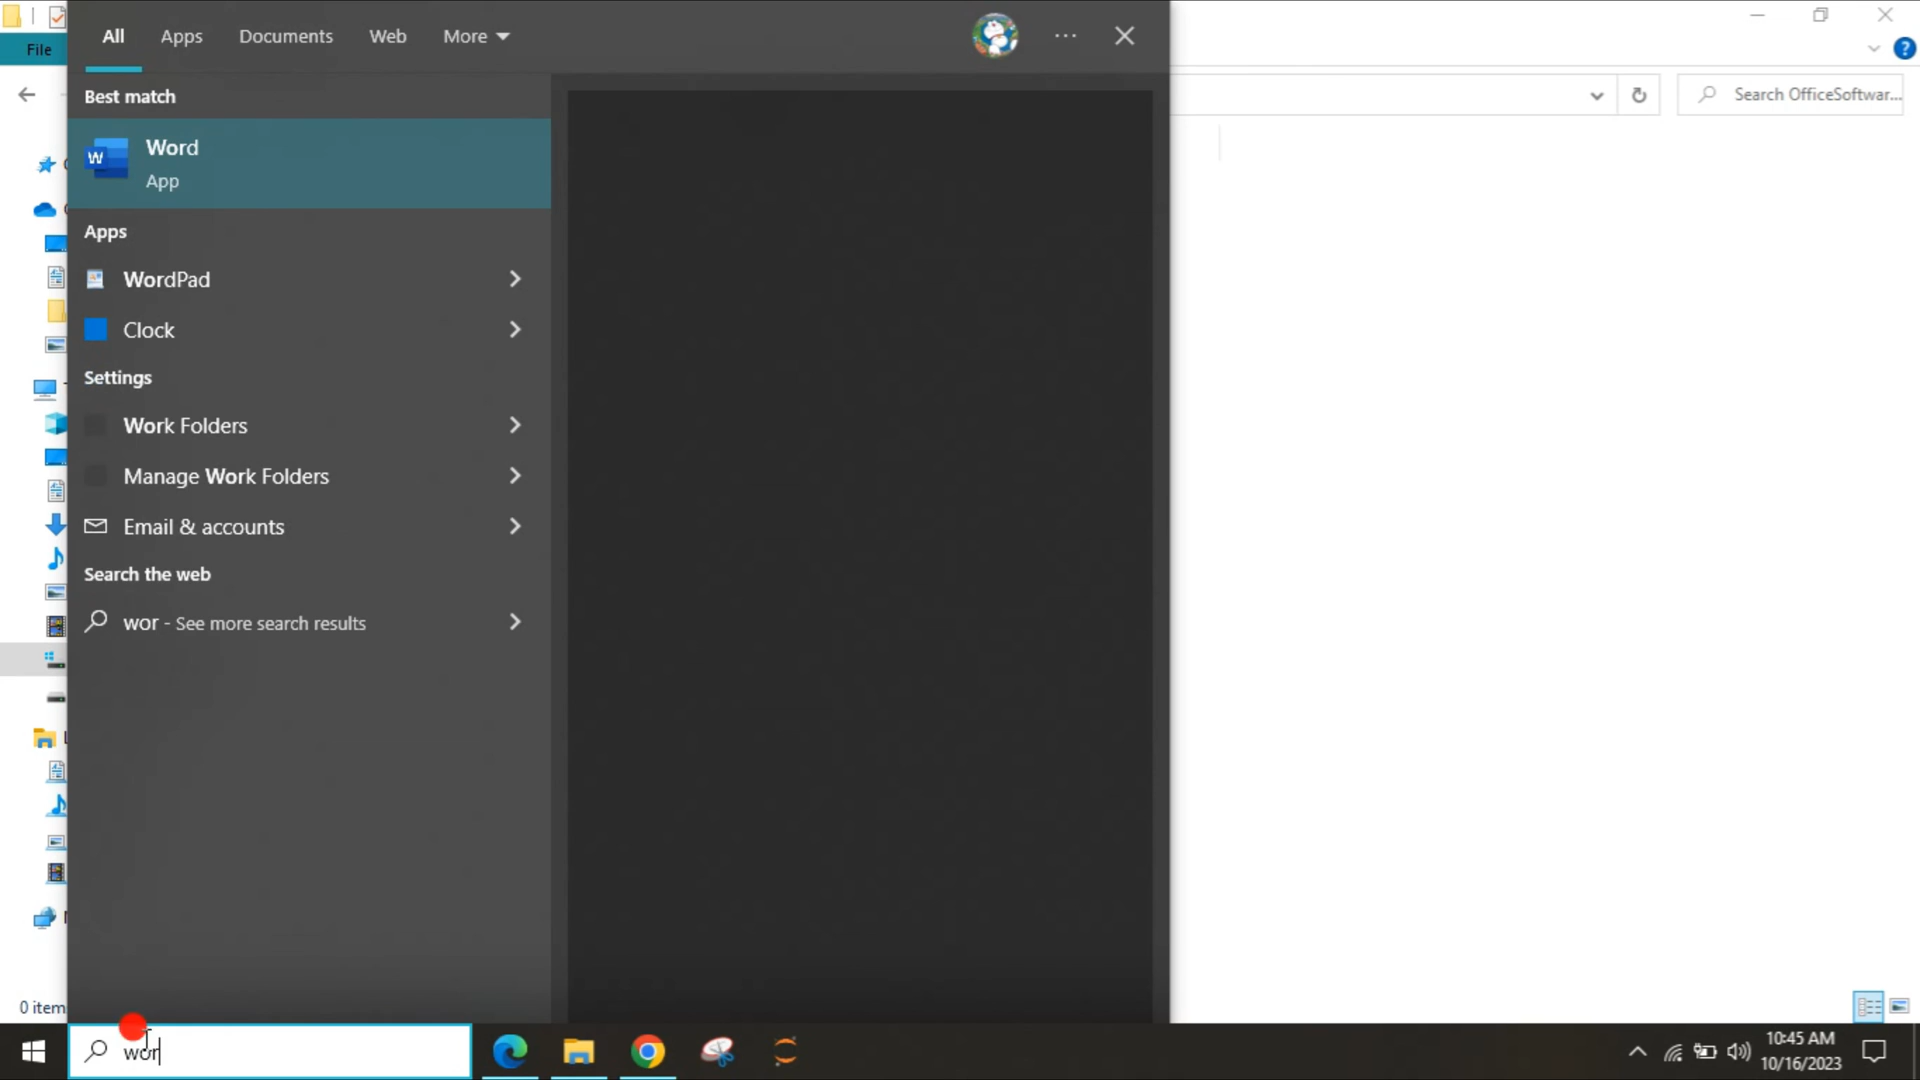 File
All Apps Documents Web More
Search OfficeSoftwar...
Best match
W
Word
App
Apps
WordPad
Clock
Settings
Work Folders
Manage Work Folders
Email & accounts
Search the web
wor - See more search results
0 item
wor
10:45 AM
10/16/2023